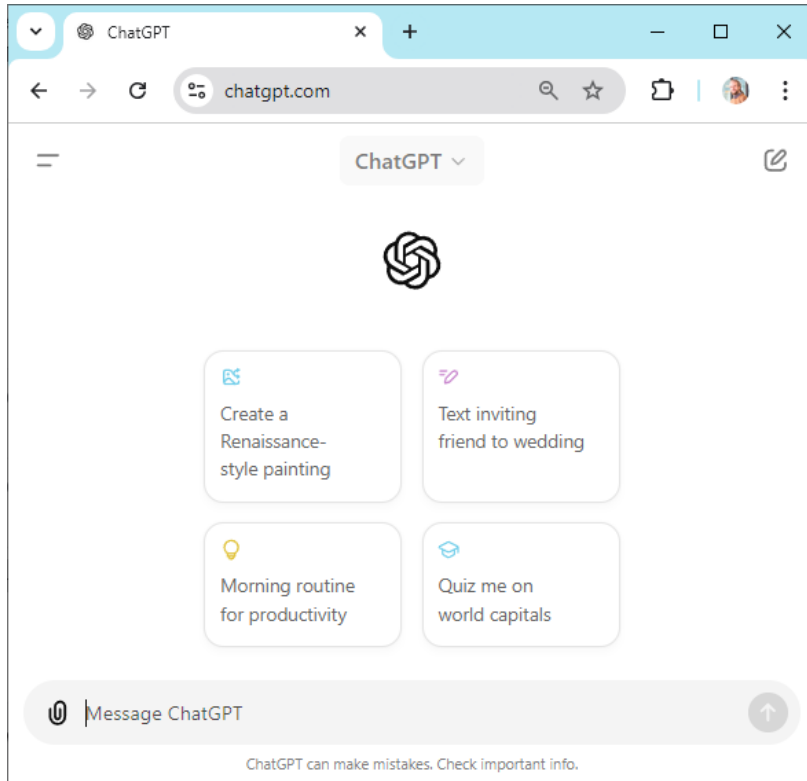 ChatGPT
chatgpt.com
ChatGPT
Create a
Renaissance-
style painting
Text inviting
friend to wedding
Morning routine
for productivity
Quiz me on
world capitals
Message ChatGPT
ChatGPT can make mistakes. Check important info.